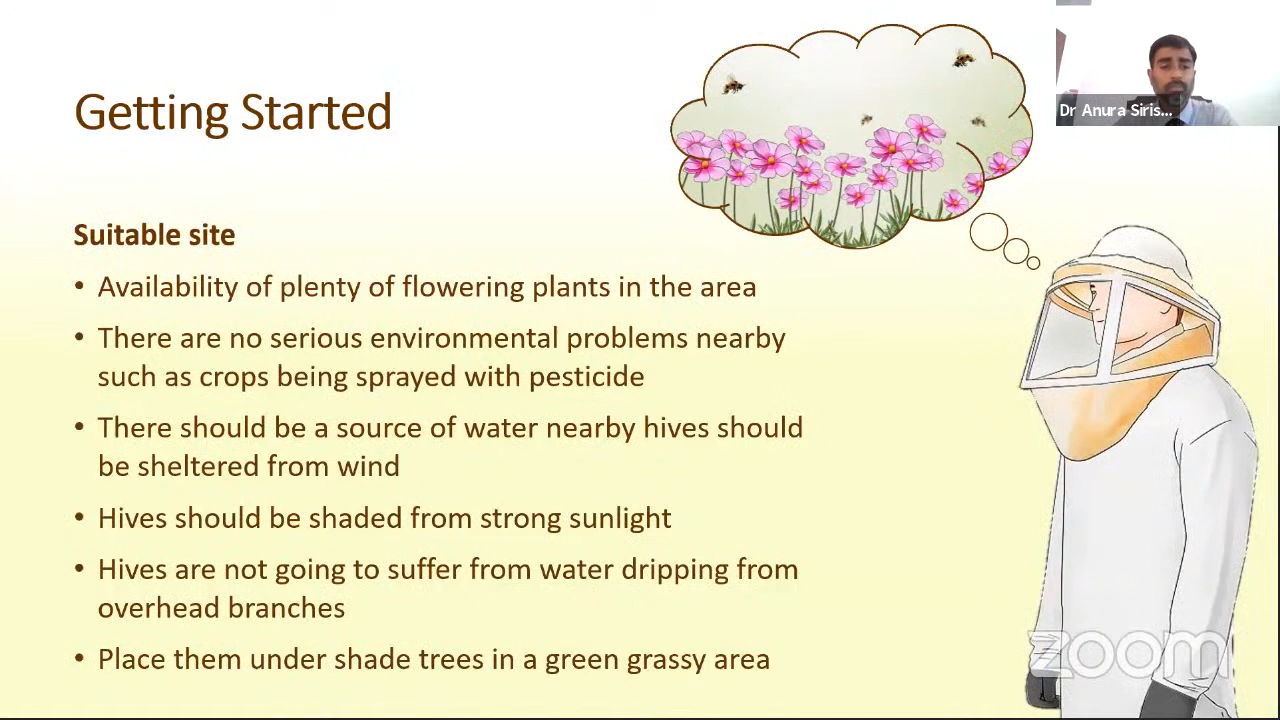 Getting Started
Dr Anura Siris...
Suitable site
• Availability of plenty of flowering plants in the area
• There are no serious environmental problems nearby
such as crops being sprayed with pesticide
• There should be a source of water nearby hives should
be sheltered from wind
• Hives should be shaded from strong sunlight
• Hives are not going to suffer from water dripping from
overhead branches
• Place them under shade trees in a green grassy area
zoom